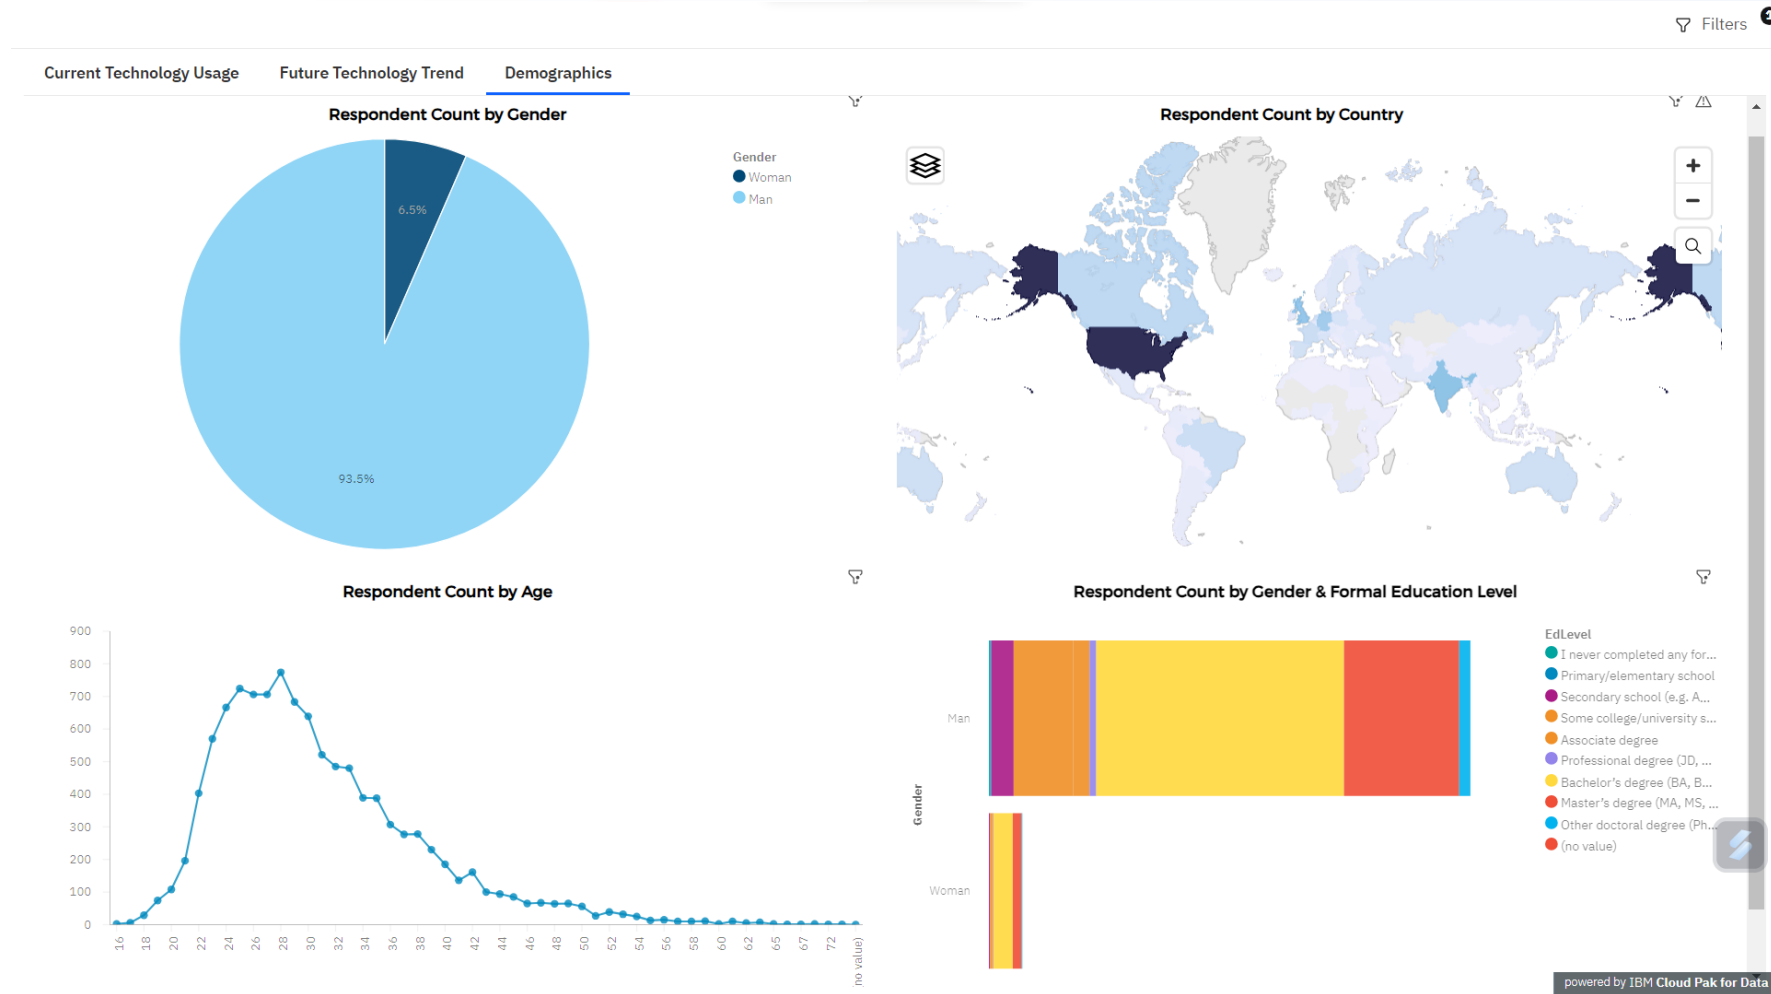 Filters
Current Technology Usage
Future Technology Trend
Demographics
Respondent Count by Gender
Gender
Woman
Man
6.5%
93.5%
Respondent Count by Country
Respondent Count by Age
900
800
700
600
500
400
300
200
100
0
16
18
20
22
24
26
28
30
32
34
36
38
40
42
44
46
48
50
52
54
56
58
60
62
65
67
72
(no value)
Respondent Count by Gender & Formal Education Level
Gender
Man
Woman
EdLevel
I never completed any for...
Primary/elementary school
Secondary school (e.g. A...
Some college/university s...
Associate degree
Professional degree (JD, ...
Bachelor's degree (BA, B...
Master's degree (MA, MS, ...
Other doctoral degree (Ph...
(no value)
powered by IBM Cloud Pak for Data